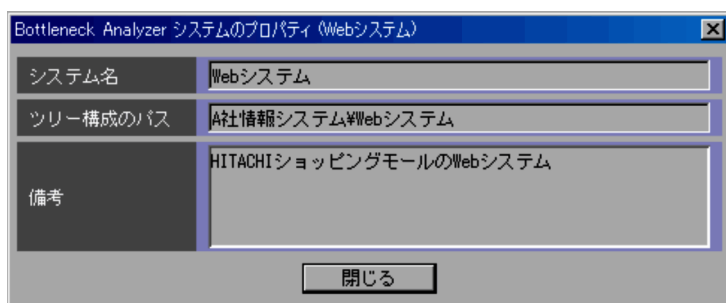 Bottleneck Analyzer システムのプロパティ (Webシステム)
システム名 Webシステム
ツリー構成のパス A社情報システム¥Webシステム
備考 HITACHIショッピングモールのWebシステム
閉じる